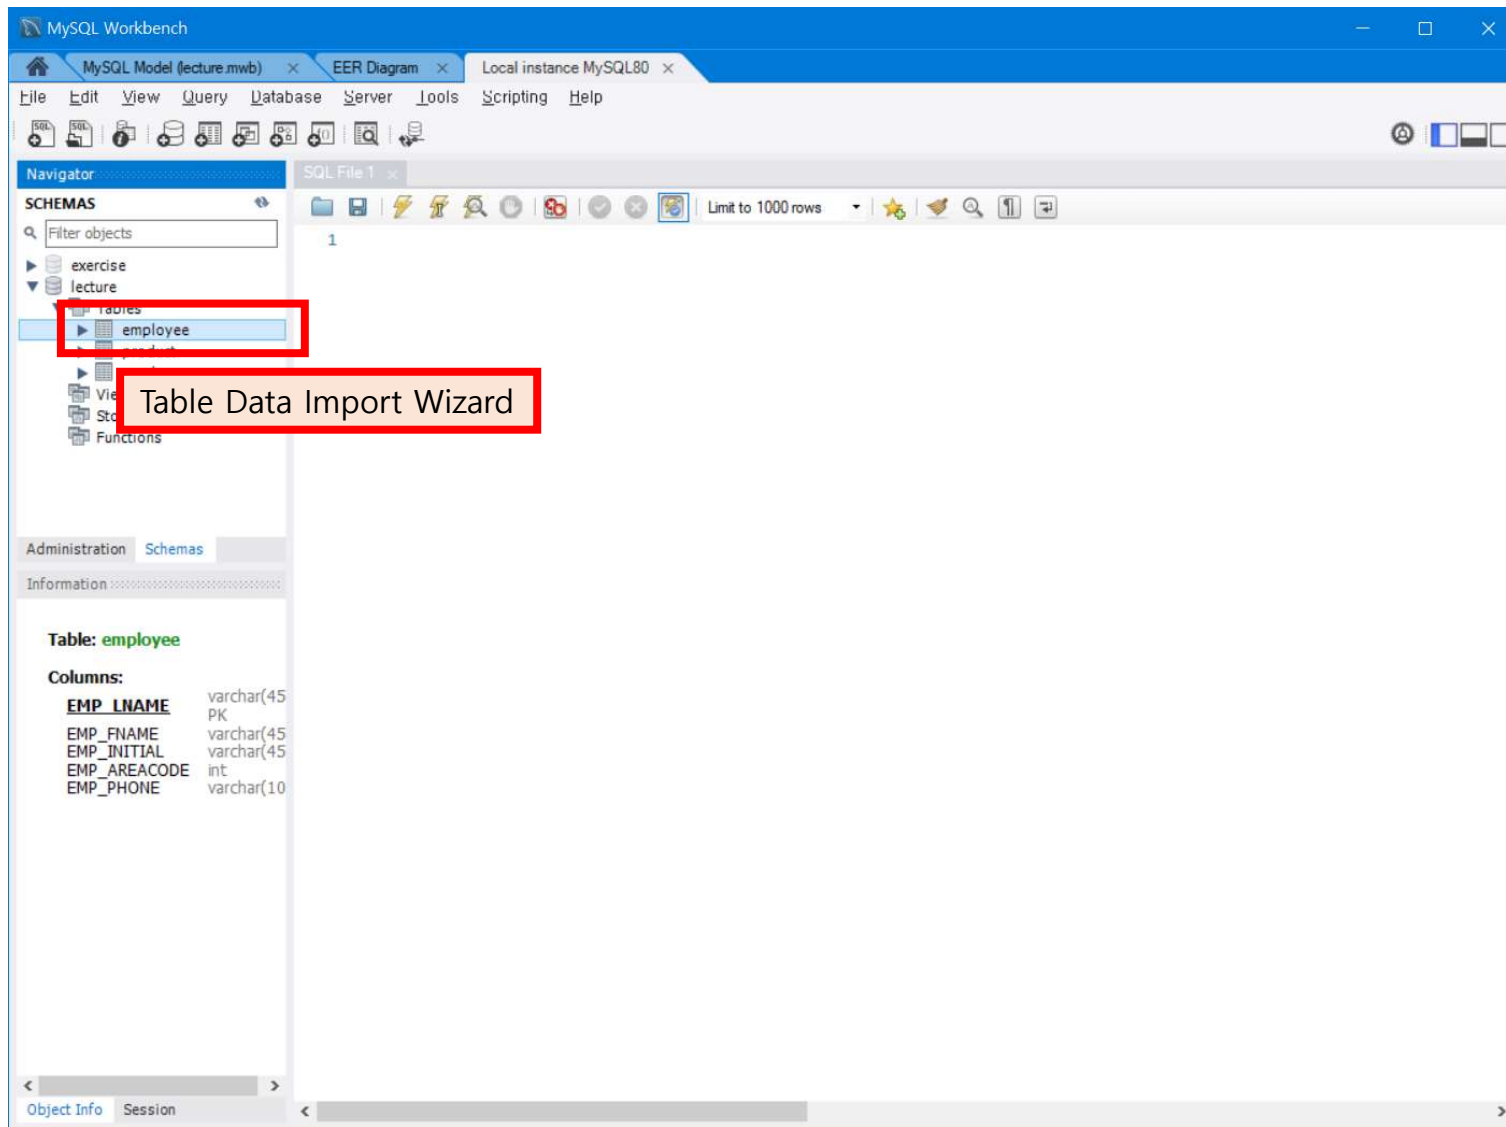 MySQL Workbench
MySQL Model (lecture.mwb) EER Diagram Local instance MySQL80
File Edit View Query Database Server Tools Scripting Help
Navigator SQL File 1
SCHEMAS
Limit to 1000 rows
Filter objects
1
exercise
lecture
Tables
employee
product
Table Data Import Wizard
Functions
Administration Schemas
Information
Table: employee
Columns:
EMP_LNAME varchar(45
PK
EMP_FNAME varchar(45
EMP_INITIAL varchar(45
EMP_AREACODE int
EMP_PHONE varchar(10
Object Info Session